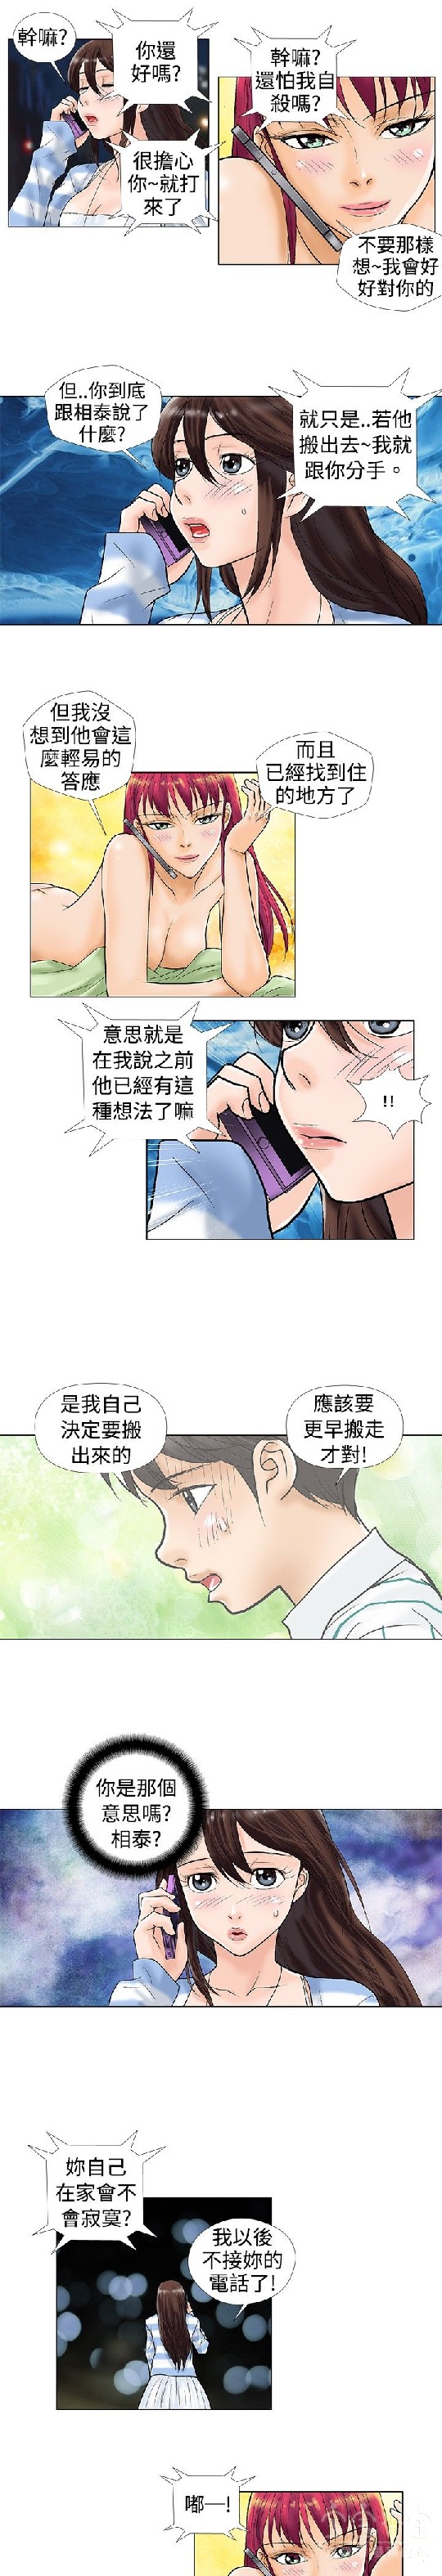 幹嘛?
你還
好嗎?
很擔心
你~就打
來了
幹嘛?
還怕我自
殺嗎?
不要那樣
想~我會好
好對你的
但..你到底
跟相泰說了
什麼?
就只是..若他
搬出去~我就
跟你分手。
但我沒
想到他會這
麼輕易的
答應
而且
已經找到住
的地方了
意思就是
在我說之前
他已經有這
種想法了嘛
!!
是我自己
決定要搬
出來的
應該要
更早搬走
才對!
你是那個
意思嗎?
相泰?
妳自己
在家會不
會寂寞?
我以後
不接妳的
電話了!
嘟—!